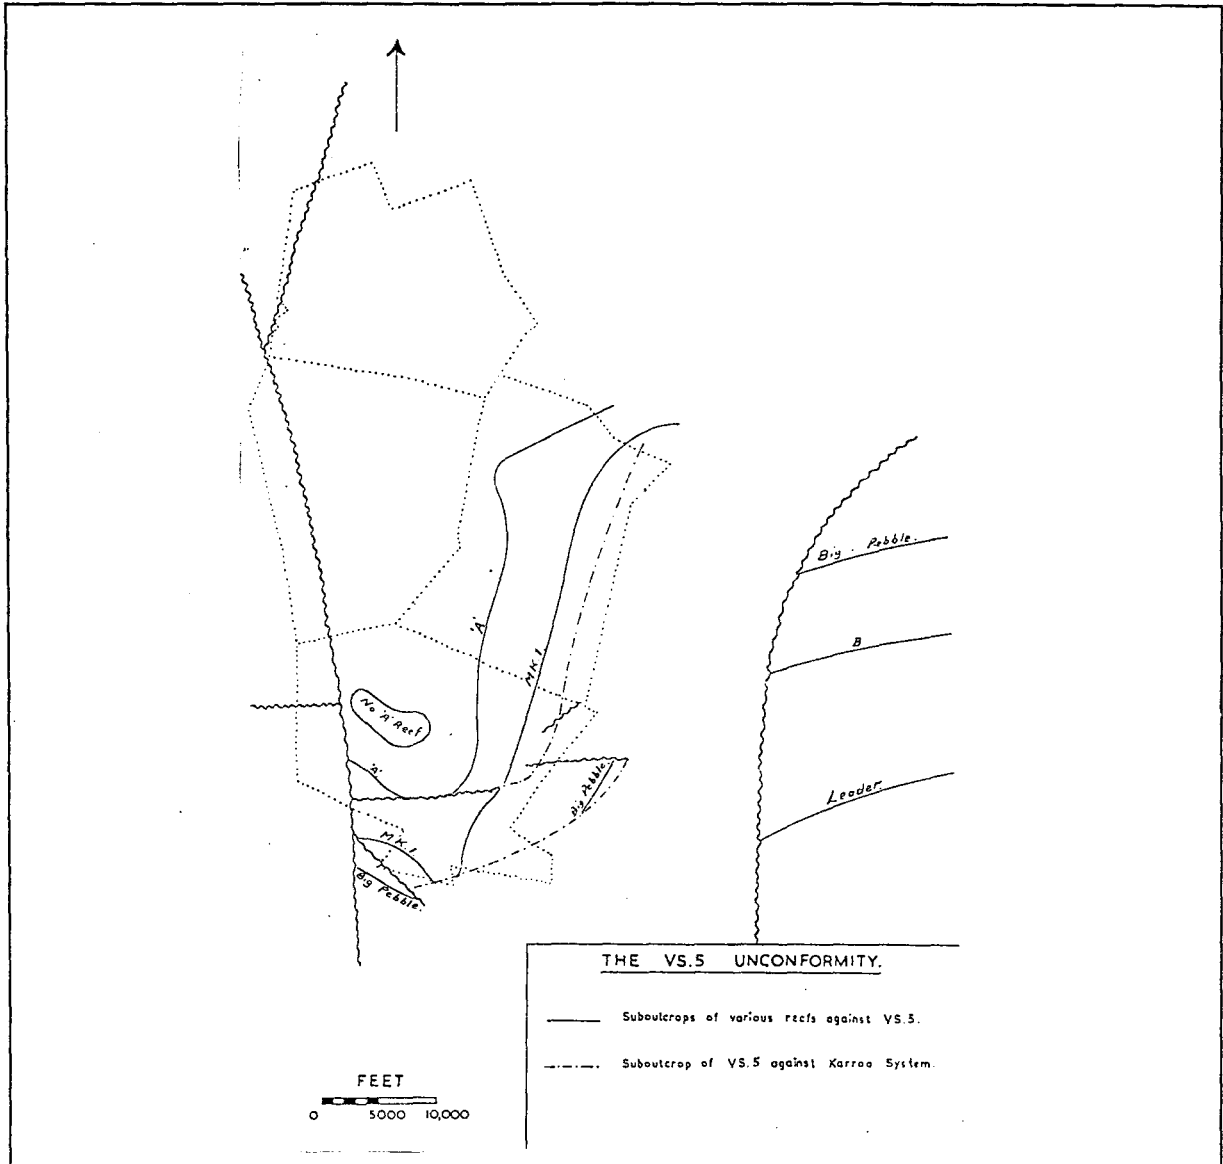 Big Pebble.
B
'A'
MK.1.
No 'A' Reef
'A'
Big Pebble
Leader
MK.1.
Big Pebble.
THE VS.5 UNCONFORMITY.
Suboutcrops of various reefs against VS.5.
Suboutcrop of VS.5 against Karroo System.
FEET
0 5000 10,000